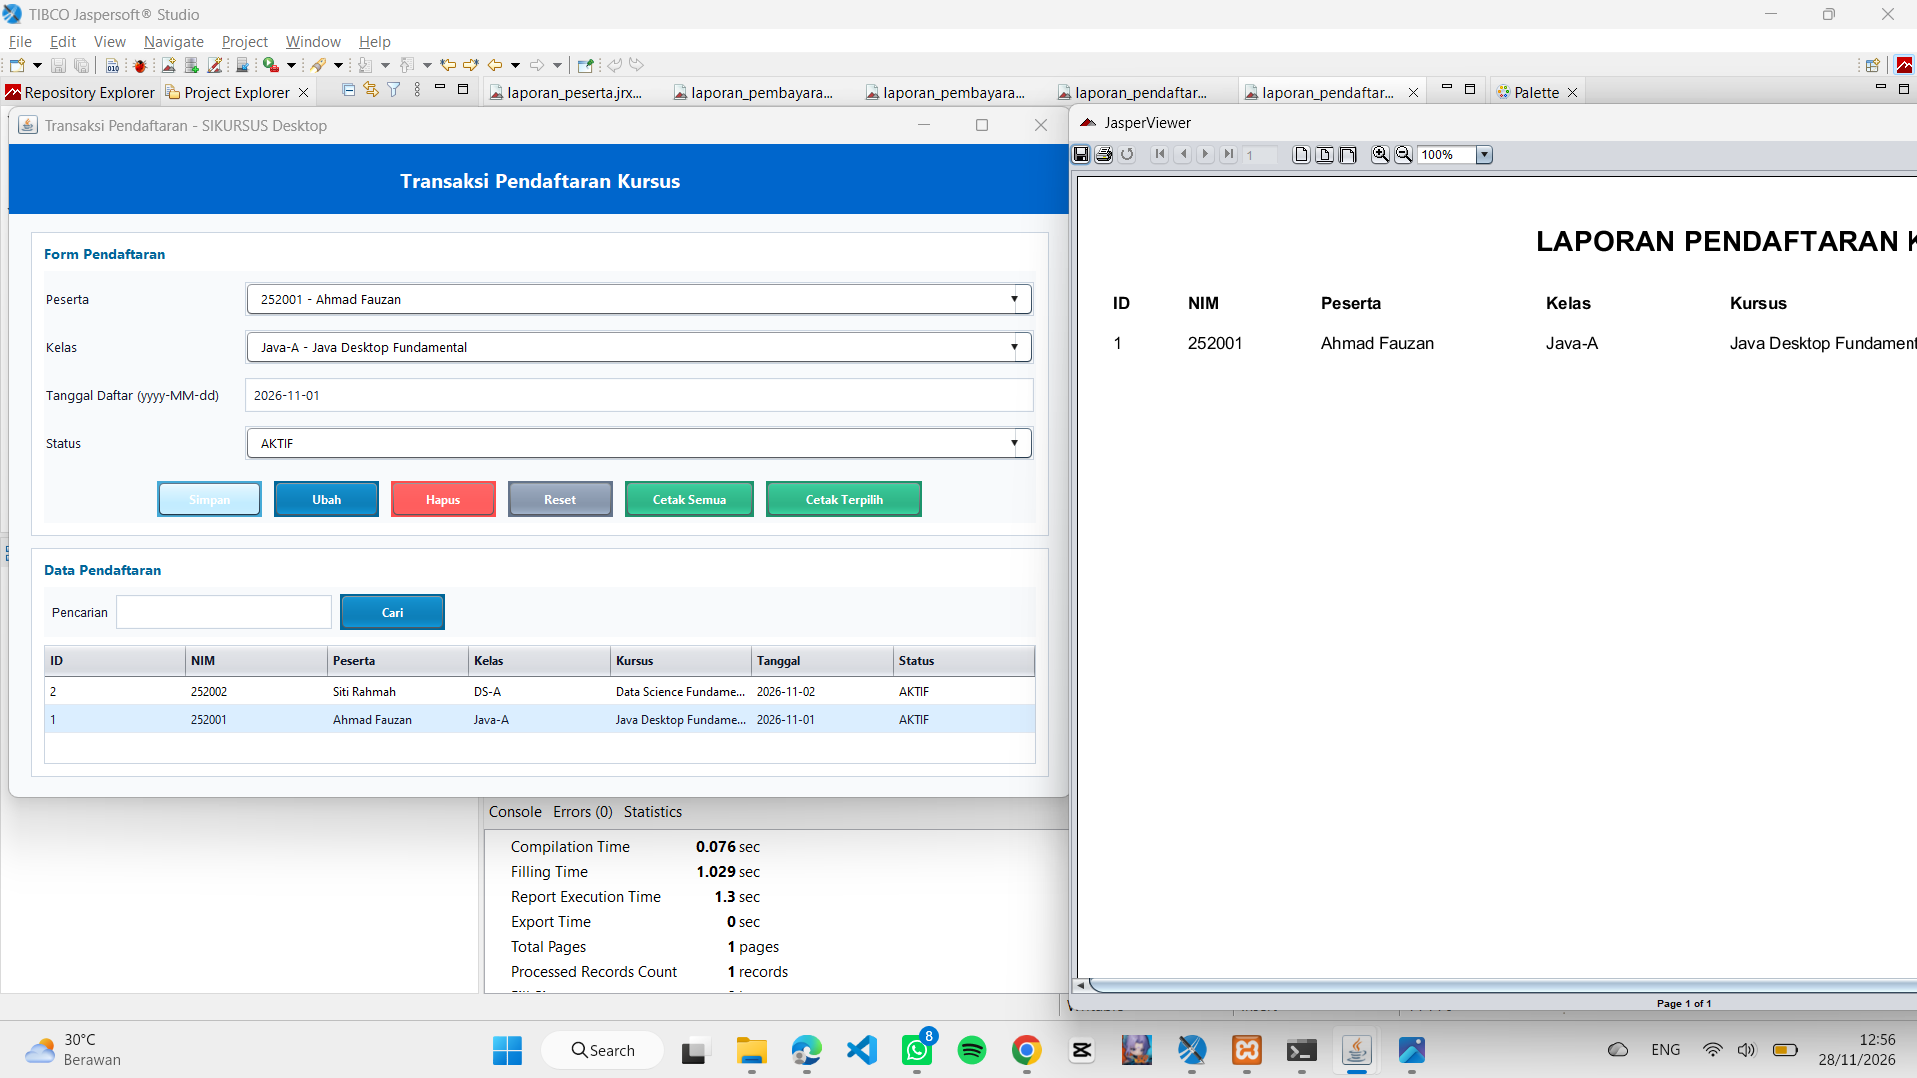 TIBCO Jaspersoft® Studio
File Edit View Navigate Project Window Help
Repository Explorer Project Explorer laporan_peserta.jrx... laporan_pembayara... laporan_pembayara... laporan_pendaftar... laporan_pendaftar... Palette
Transaksi Pendaftaran - SIKURSUS Desktop
Transaksi Pendaftaran Kursus
Form Pendaftaran
Peserta 252001 - Ahmad Fauzan
Kelas Java-A - Java Desktop Fundamental
Tanggal Daftar (yyyy-MM-dd) 2026-11-01
Status AKTIF
Simpan Ubah Hapus Reset Cetak Semua Cetak Terpilih
Data Pendaftaran
Pencarian Cari
ID NIM Peserta Kelas Kursus Tanggal Status
2 252002 Siti Rahmah DS-A Data Science Fundame... 2026-11-02 AKTIF
1 252001 Ahmad Fauzan Java-A Java Desktop Fundame... 2026-11-01 AKTIF
JasperViewer
1 100%
LAPORAN PENDAFTARAN K
ID NIM Peserta Kelas Kursus
1 252001 Ahmad Fauzan Java-A Java Desktop Fundament
Page 1 of 1
Console Errors (0) Statistics
Compilation Time 0.076 sec
Filling Time 1.029 sec
Report Execution Time 1.3 sec
Export Time 0 sec
Total Pages 1 pages
Processed Records Count 1 records
30°C
Berawan
Search
8
ENG
12:56
28/11/2026